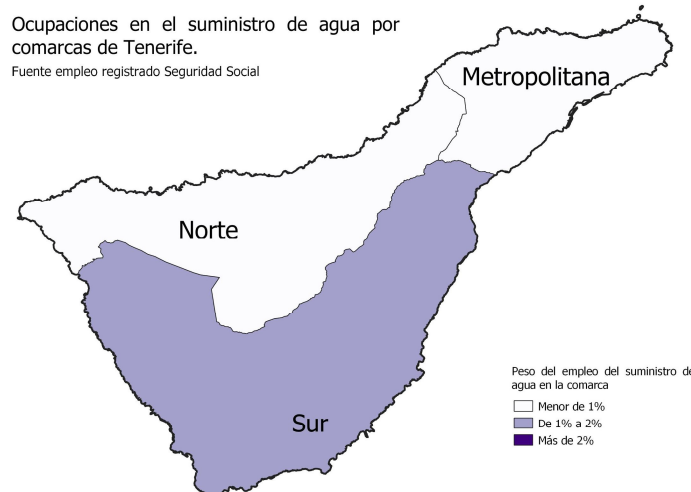 Ocupaciones en el suministro de agua por
comarcas de Tenerife.
Fuente empleo registrado Seguridad Social
Metropolitana
Norte
Sur
Peso del empleo del suministro de
agua en la comarca
Menor de 1%
De 1% a 2%
Más de 2%